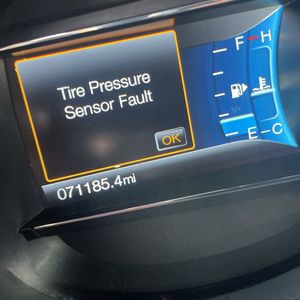 F H
Tire Pressure
Sensor Fault
OK
E-C
071185.4mi